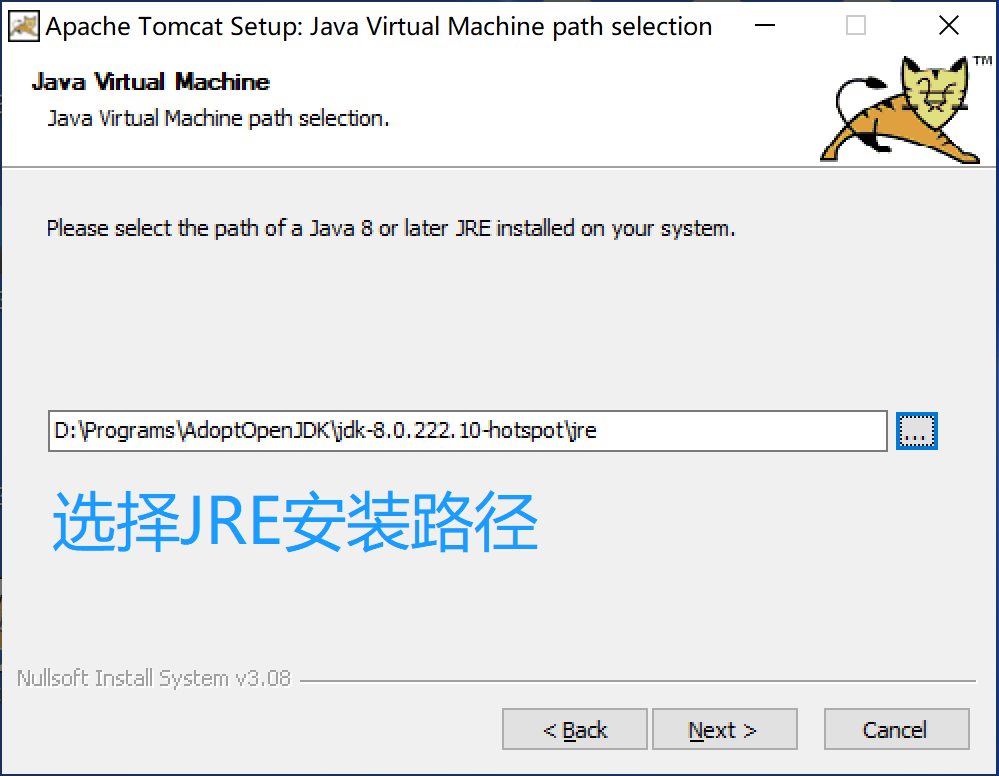 Apache Tomcat Setup: Java Virtual Machine path selection
Java Virtual Machine
Java Virtual Machine path selection.
TM
Please select the path of a Java 8 or later JRE installed on your system.
D:\Programs\AdoptOpenJDK\jdk-8.0.222.10-hotspot\jre
...
选择JRE安装路径
Nullsoft Install System v3.08
< Back
Next >
Cancel